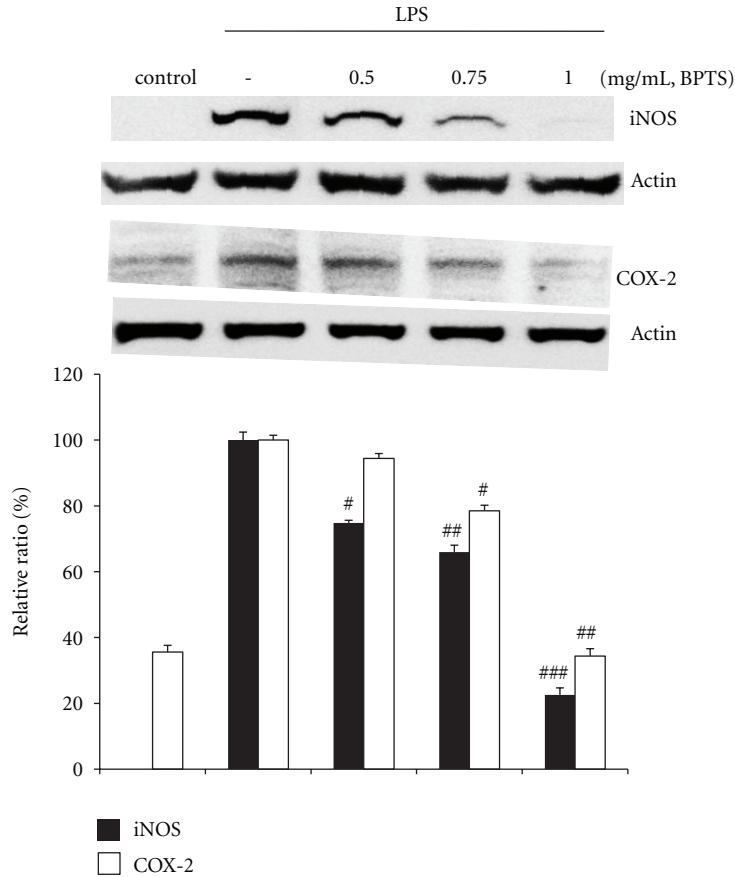 LPS
control - 0.5 0.75 1 (mg/mL, BPTS)
iNOS
Actin
COX-2
Actin
120
100
80
60
40
20
0
Relative ratio (%)
#
##
#
###
##
iNOS
COX-2